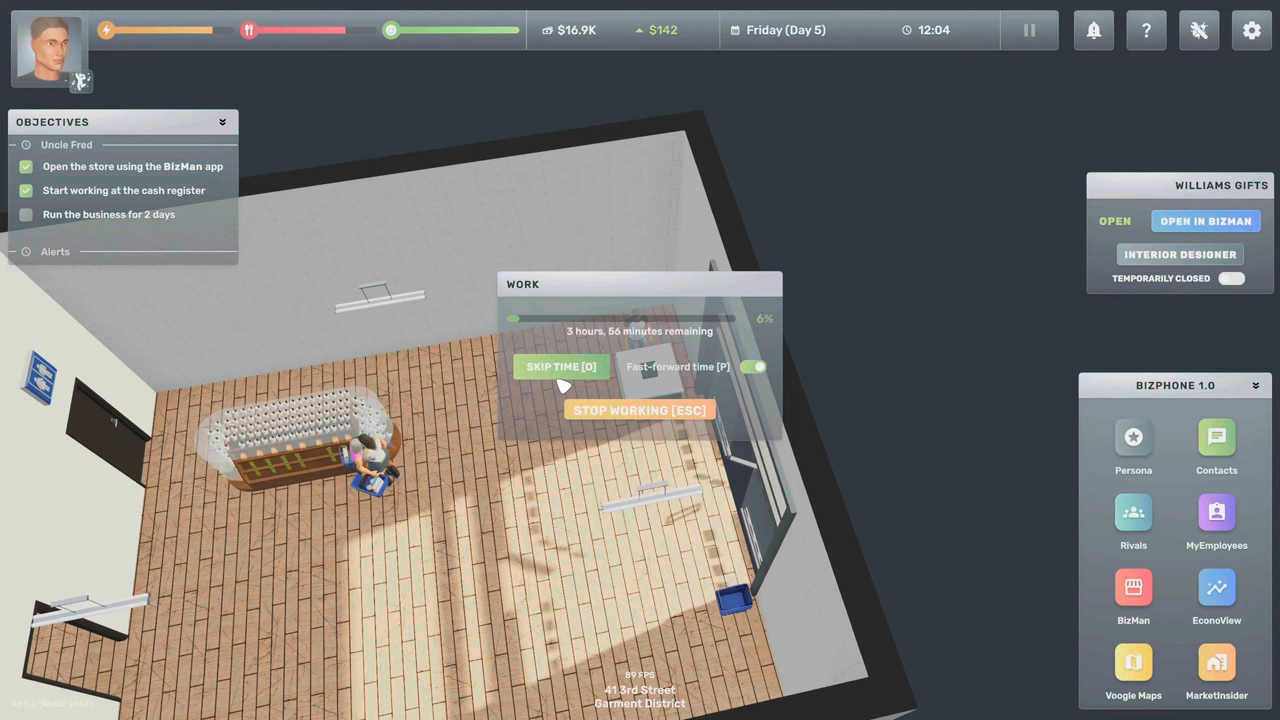 $16.9K
$142
Friday (Day 5)
12:04
?
OBJECTIVES
Uncle Fred
Open the store using the BizMan app
Start working at the cash register
Run the business for 2 days
Alerts
WORK
6%
3 hours, 56 minutes remaining
SKIP TIME [O]
Fast-forward time [P]
STOP WORKING [ESC]
WILLIAMS GIFTS
OPEN
OPEN IN BIZMAN
INTERIOR DESIGNER
TEMPORARILY CLOSED
BIZPHONE 1.0
Persona
Contacts
Rivals
MyEmployees
BizMan
EconoView
Voogle Maps
MarketInsider
89 FPS
41 3rd Street
Garment District